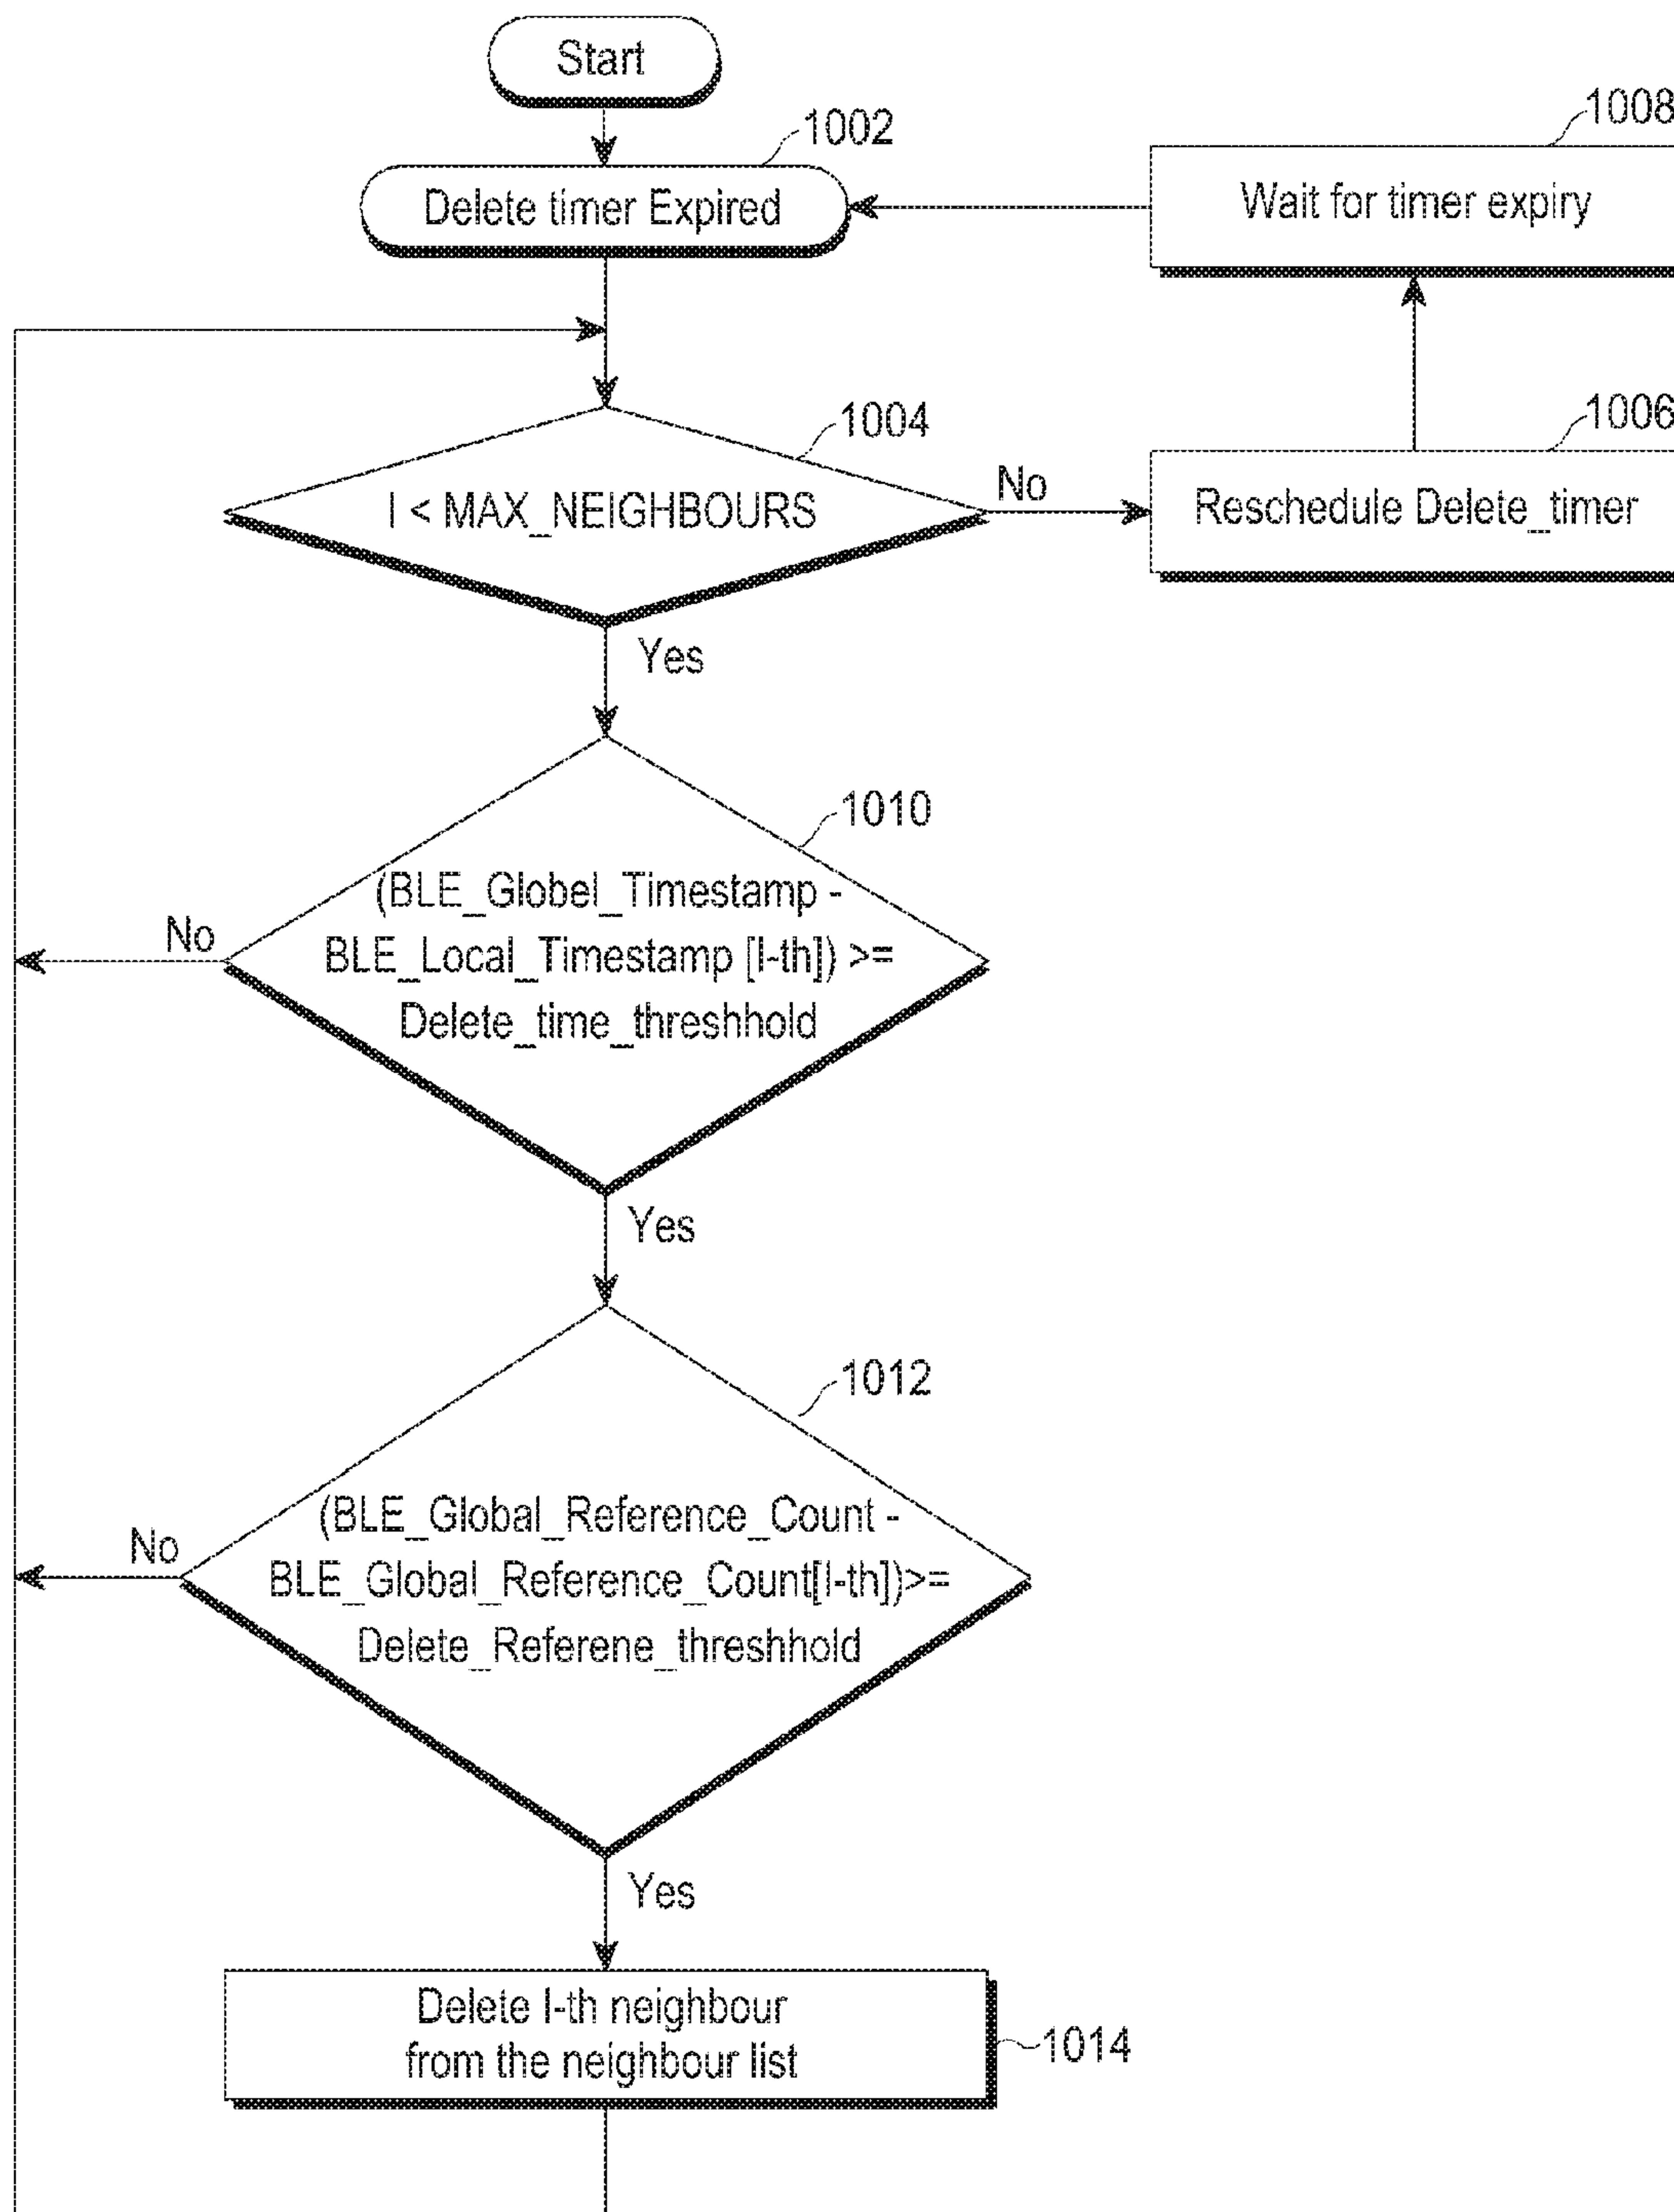 Start
1002
Delete timer Expired
1008
Wait for timer expiry
1004
I < MAX_NEIGHBOURS
No
1006
Reschedule Delete_timer
Yes
1010
(BLE_Globel_Timestamp -
BLE_Local_Timestamp [I-th]) >=
Delete_time_threshhold
No
Yes
1012
(BLE_Global_Reference_Count -
BLE_Global_Reference_Count[I-th])>=
Delete_Referene_threshhold
No
Yes
Delete I-th neighbour
from the neighbour list
1014